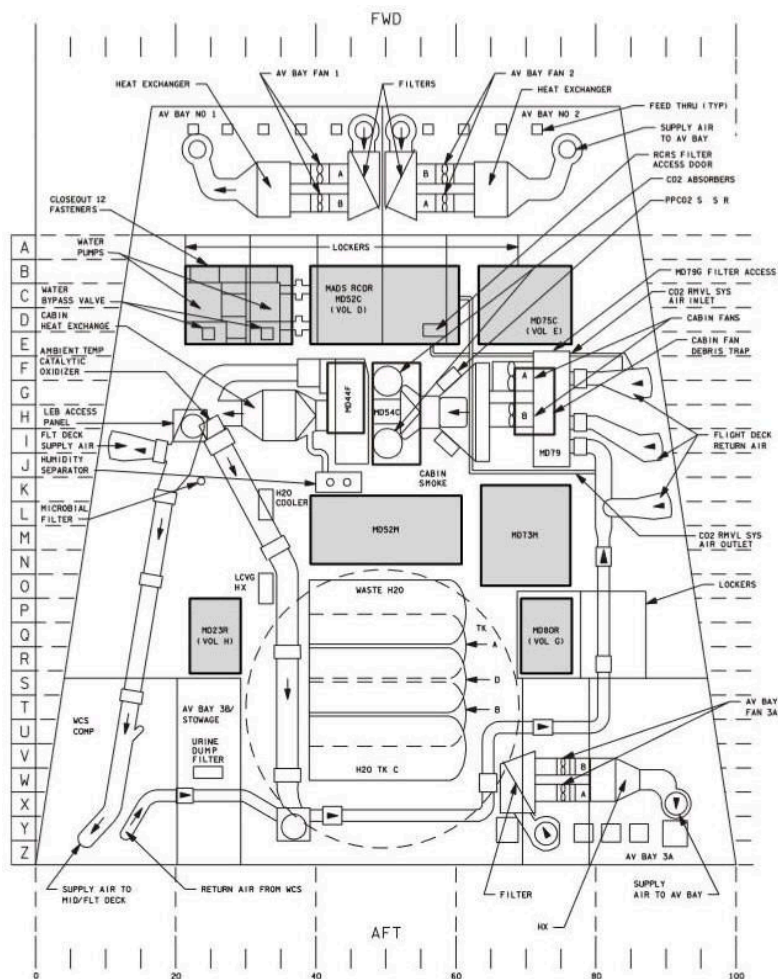 FWD
AV BAY FAN 1
HEAT EXCHANGER
FILTERS
AV BAY FAN 2
HEAT EXCHANGER
AV BAY NO 1
AV BAY NO 2
FEED THRU (TYP)
SUPPLY AIR
TO AV BAY
RCRS FILTER
ACCESS DOOR
CO2 ABSORBERS
PPCO2 S S R
A
B
B
A
CLOSEOUT 12
FASTENERS
WATER
PUMPS
WATER
BYPASS VALVE
CABIN
HEAT EXCHANGE
AMBIENT TEMP
CATALYTIC
OXIDIZER
LEB ACCESS
PANEL
FLT DECK
SUPPLY AIR
HUMIDITY
SEPARATOR
MICROBIAL
FILTER
LOCKERS
MADS RCOR
MD52C
(VOL D)
MD75C
(VOL E)
MD79G FILTER ACCESS
CO2 RMVL SYS
AIR INLET
CABIN FANS
CABIN FAN
DEBRIS TRAP
A
B
C
D
E
F
G
H
I
J
K
L
M
N
O
P
Q
R
S
T
U
V
W
X
Y
Z
MD44F
MD54C
A
B
MD79
FLIGHT DECK
RETURN AIR
CABIN
SMOKE
H2O
COOLER
MD52M
MD73M
CO2 RMVL SYS
AIR OUTLET
LCVG
HX
WASTE H2O
LOCKERS
MD23R
(VOL H)
TK
A
D
B
MD80R
(VOL G)
WCS
COMP
AV BAY 3B/
STOWAGE
URINE
DUMP
FILTER
H2O TK C
AV BAY
FAN 3A
B
A
AV BAY 3A
SUPPLY AIR TO
MID/FLT DECK
RETURN AIR FROM WCS
FILTER
HX
SUPPLY
AIR TO AV BAY
AFT
0
20
40
60
80
100